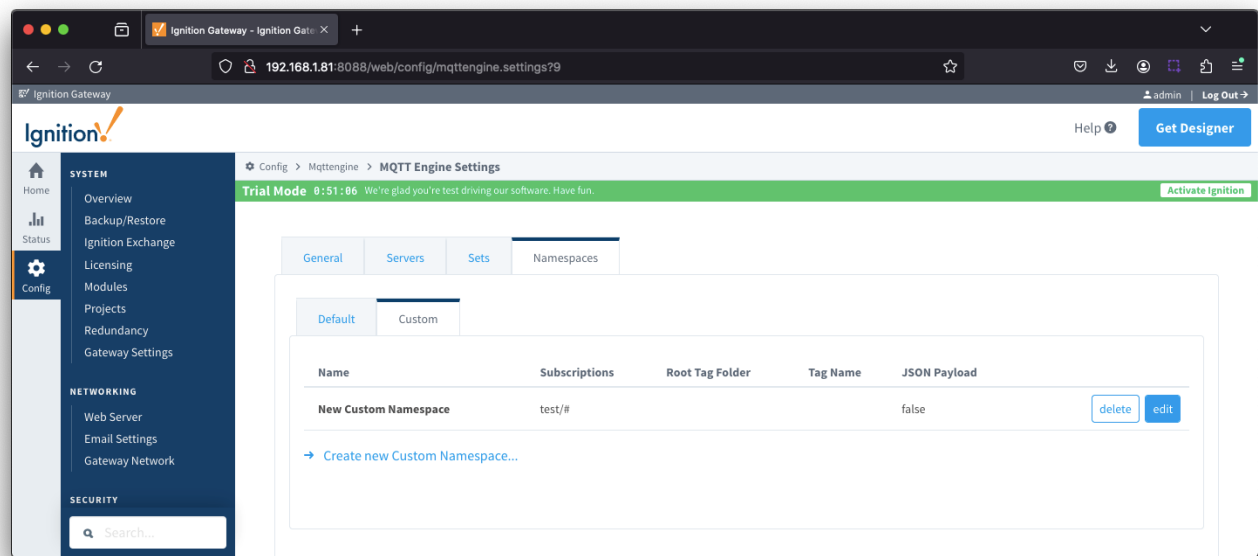 Ignition Gateway - Ignition Gate
192.168.1.81:8088/web/config/mqttengine.settings?9
Ignition Gateway
admin | Log Out
Ignition!
Help
Get Designer
Home
Status
Config
SYSTEM
Overview
Backup/Restore
Ignition Exchange
Licensing
Modules
Projects
Redundancy
Gateway Settings
NETWORKING
Web Server
Email Settings
Gateway Network
SECURITY
Search...
Config > Mqttengine > MQTT Engine Settings
Trial Mode 0:51:06 We're glad you're test driving our software. Have fun.
Activate Ignition
General Servers Sets Namespaces
Default Custom
Name Subscriptions Root Tag Folder Tag Name JSON Payload
New Custom Namespace test/# false delete edit
Create new Custom Namespace...